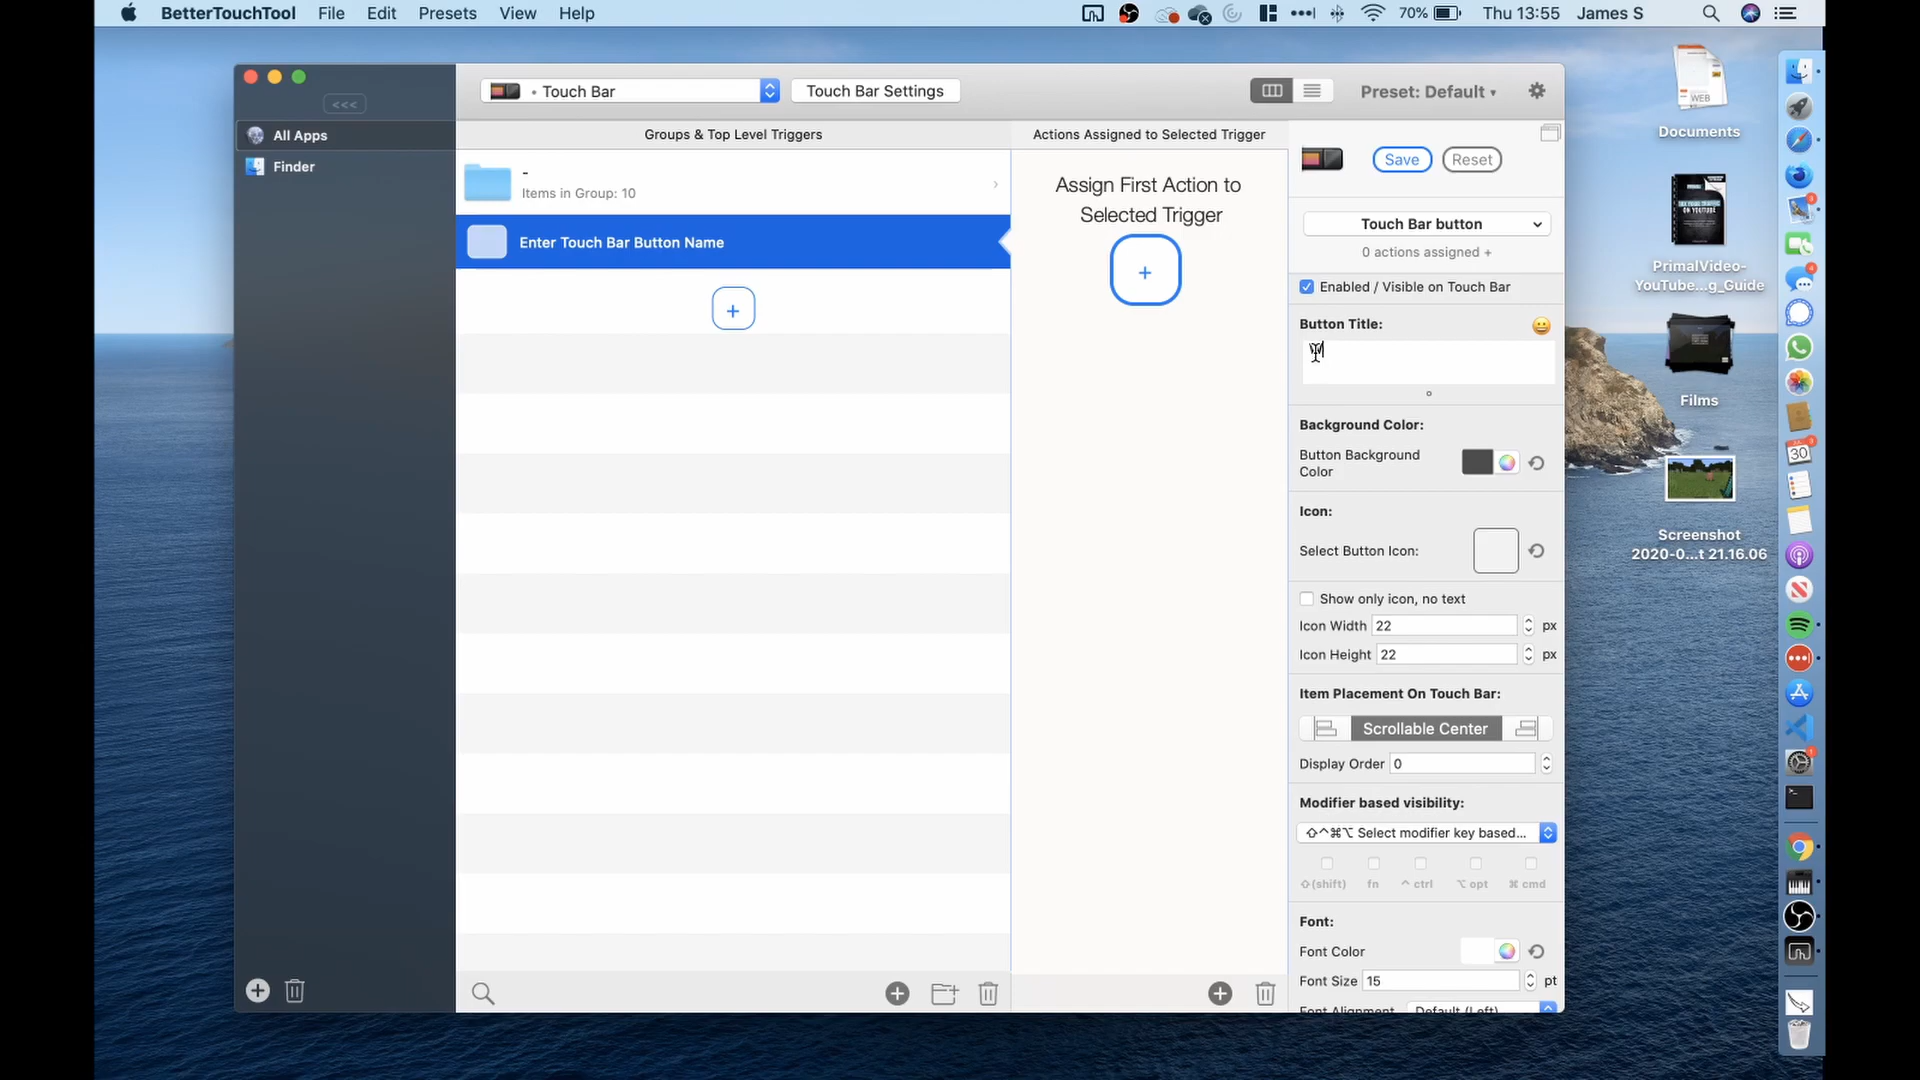 BetterTouchTool File Edit Presets View Help
70% Thu 13:55 James S
<<<
• Touch Bar
Touch Bar Settings
Preset: Default
All Apps
Finder
Groups & Top Level Triggers
-
Items in Group: 10
Enter Touch Bar Button Name
+
Actions Assigned to Selected Trigger
Assign First Action to
Selected Trigger
+
Save Reset
Touch Bar button
0 actions assigned +
Enabled / Visible on Touch Bar
Button Title:
Background Color:
Button Background
Color
Icon:
Select Button Icon:
Show only icon, no text
Icon Width 22 px
Icon Height 22 px
Item Placement On Touch Bar:
Scrollable Center
Display Order 0
Modifier based visibility:
⇧^⌘⌥ Select modifier key based...
⇧(shift) fn ^ ctrl ⌥ opt ⌘ cmd
Font:
Font Color
Font Size 15 pt
Font Alignment Default (Left)
WEB
Documents
PrimalVideo-
YouTube...g_Guide
Films
Screenshot
2020-0...t 21.16.06
30